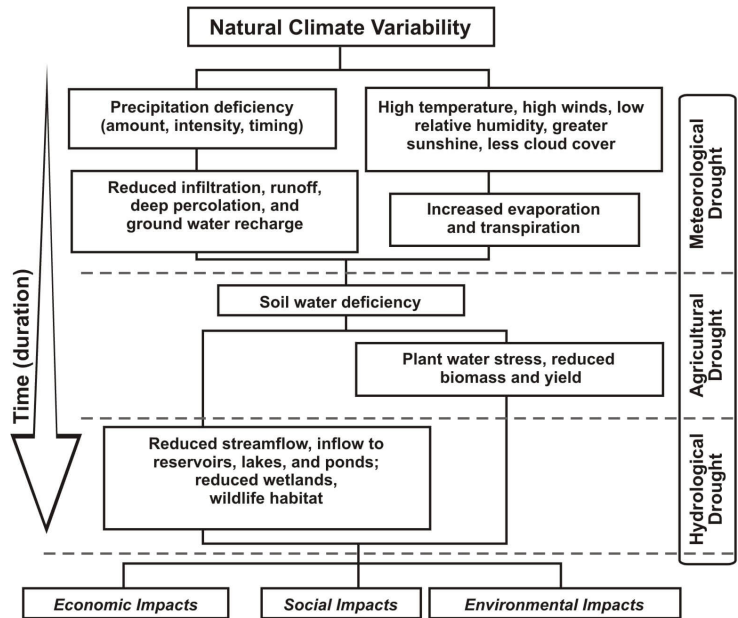 Natural Climate Variability
Precipitation deficiency
(amount, intensity, timing)
High temperature, high winds, low
relative humidity, greater
sunshine, less cloud cover
Reduced infiltration, runoff,
deep percolation, and
ground water recharge
Increased evaporation
and transpiration
Meteorological
Drought
Time (duration)
Soil water deficiency
Plant water stress, reduced
biomass and yield
Agricultural
Drought
Reduced streamflow, inflow to
reservoirs, lakes, and ponds;
reduced wetlands,
wildlife habitat
Hydrological
Drought
Economic Impacts
Social Impacts
Environmental Impacts